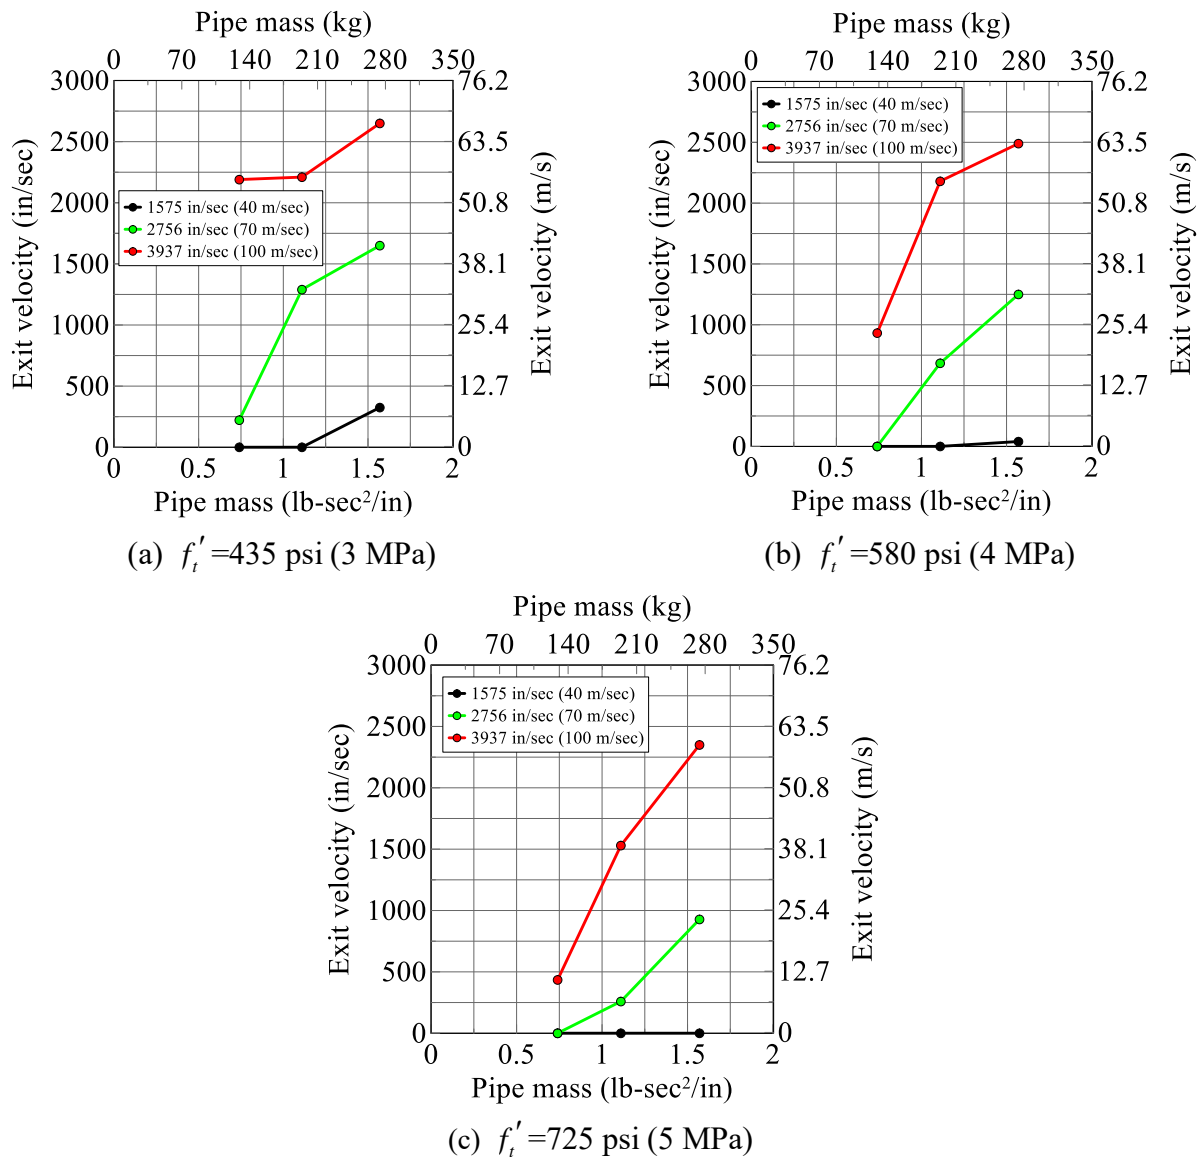 Pipe mass (kg)
0 70 140 210 280 350
3000 76.2
2500 63.5
2000 50.8
1500 38.1
1000 25.4
500 12.7
0 0
0 0.5 1 1.5 2
Exit velocity (in/sec)
Exit velocity (m/s)
1575 in/sec (40 m/sec)
2756 in/sec (70 m/sec)
3937 in/sec (100 m/sec)
Pipe mass (lb-sec²/in)
(a) fₜ′=435 psi (3 MPa)
Pipe mass (kg)
0 70 140 210 280 350
3000 76.2
2500 63.5
2000 50.8
1500 38.1
1000 25.4
500 12.7
0 0
0 0.5 1 1.5 2
Exit velocity (in/sec)
Exit velocity (m/s)
1575 in/sec (40 m/sec)
2756 in/sec (70 m/sec)
3937 in/sec (100 m/sec)
Pipe mass (lb-sec²/in)
(b) fₜ′=580 psi (4 MPa)
Pipe mass (kg)
0 70 140 210 280 350
3000 76.2
2500 63.5
2000 50.8
1500 38.1
1000 25.4
500 12.7
0 0
0 0.5 1 1.5 2
Exit velocity (in/sec)
Exit velocity (m/s)
1575 in/sec (40 m/sec)
2756 in/sec (70 m/sec)
3937 in/sec (100 m/sec)
Pipe mass (lb-sec²/in)
(c) fₜ′=725 psi (5 MPa)